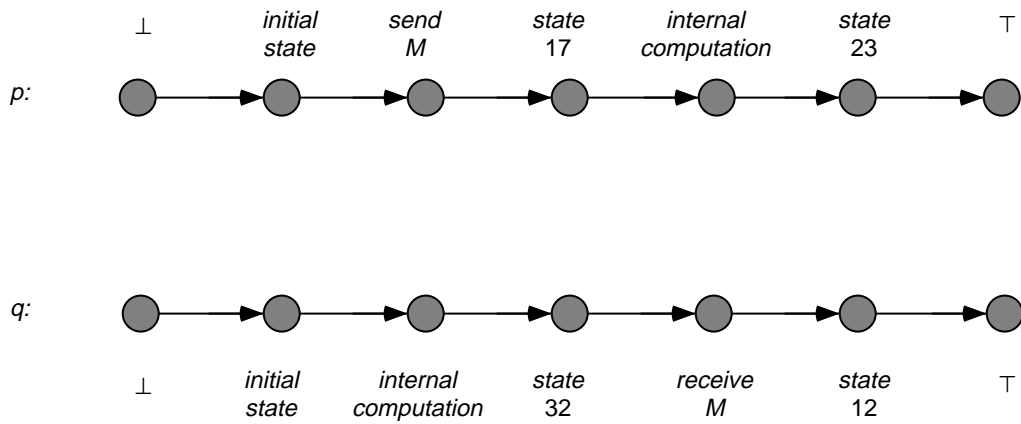 ⊥ initial send state internal state ⊤
state M 17 computation 23
p:
q:
⊥ initial internal state receive state ⊤
state computation 32 M 12